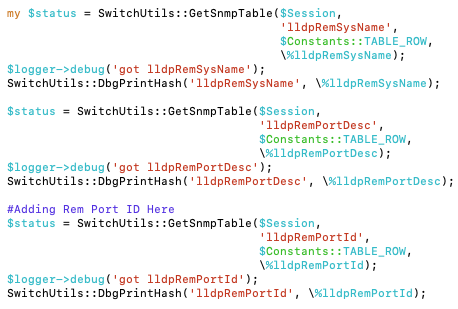 my $status = SwitchUtils::GetSnmpTable($Session,
                                       'lldpRemSysName',
                                       $Constants::TABLE_ROW,
                                       \%lldpRemSysName);
$logger->debug('got lldpRemSysName');
SwitchUtils::DbgPrintHash('lldpRemSysName', \%lldpRemSysName);

$status = SwitchUtils::GetSnmpTable($Session,
                                    'lldpRemPortDesc',
                                    $Constants::TABLE_ROW,
                                    \%lldpRemPortDesc);
$logger->debug('got lldpRemPortDesc');
SwitchUtils::DbgPrintHash('lldpRemPortDesc', \%lldpRemPortDesc);

#Adding Rem Port ID Here
$status = SwitchUtils::GetSnmpTable($Session,
                                    'lldpRemPortId',
                                    $Constants::TABLE_ROW,
                                    \%lldpRemPortId);
$logger->debug('got lldpRemPortId');
SwitchUtils::DbgPrintHash('lldpRemPortId', \%lldpRemPortId);